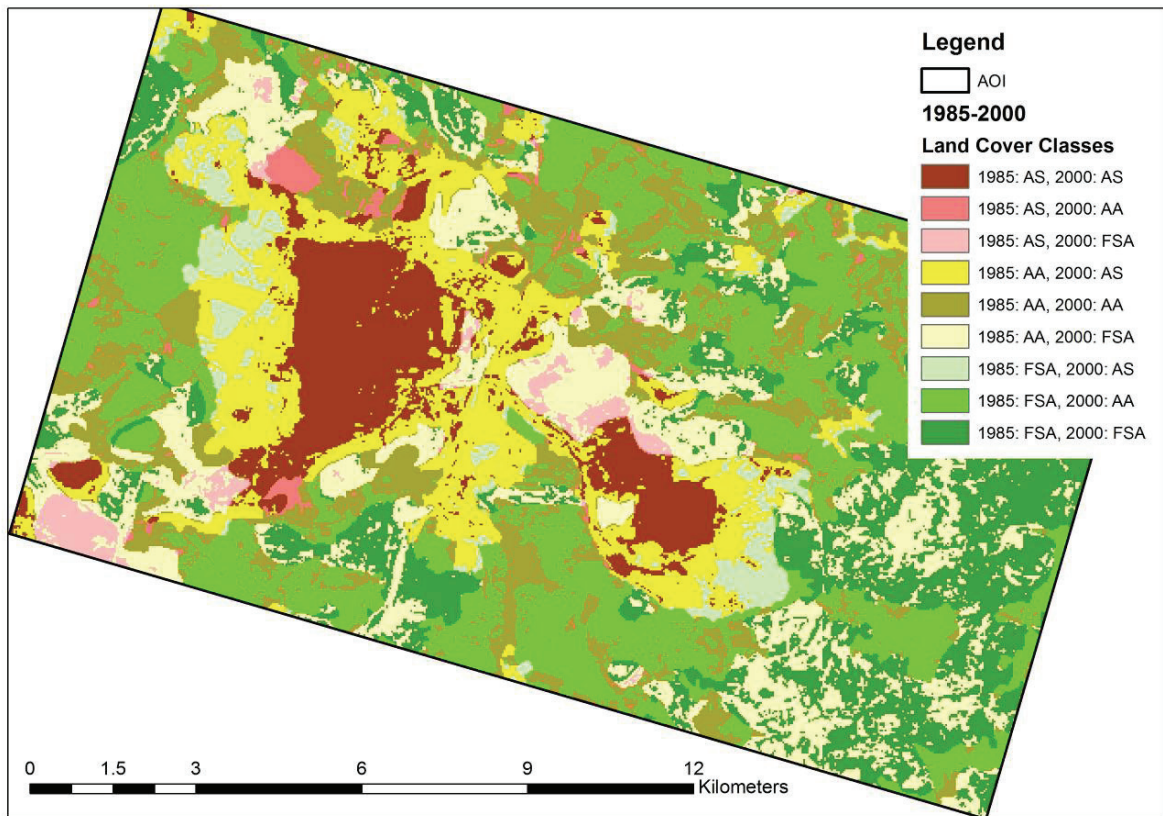 Legend
AOI
1985-2000
Land Cover Classes
1985: AS, 2000: AS
1985: AS, 2000: AA
1985: AS, 2000: FSA
1985: AA, 2000: AS
1985: AA, 2000: AA
1985: AA, 2000: FSA
1985: FSA, 2000: AS
1985: FSA, 2000: AA
1985: FSA, 2000: FSA
0 1.5 3 6 9 12
Kilometers